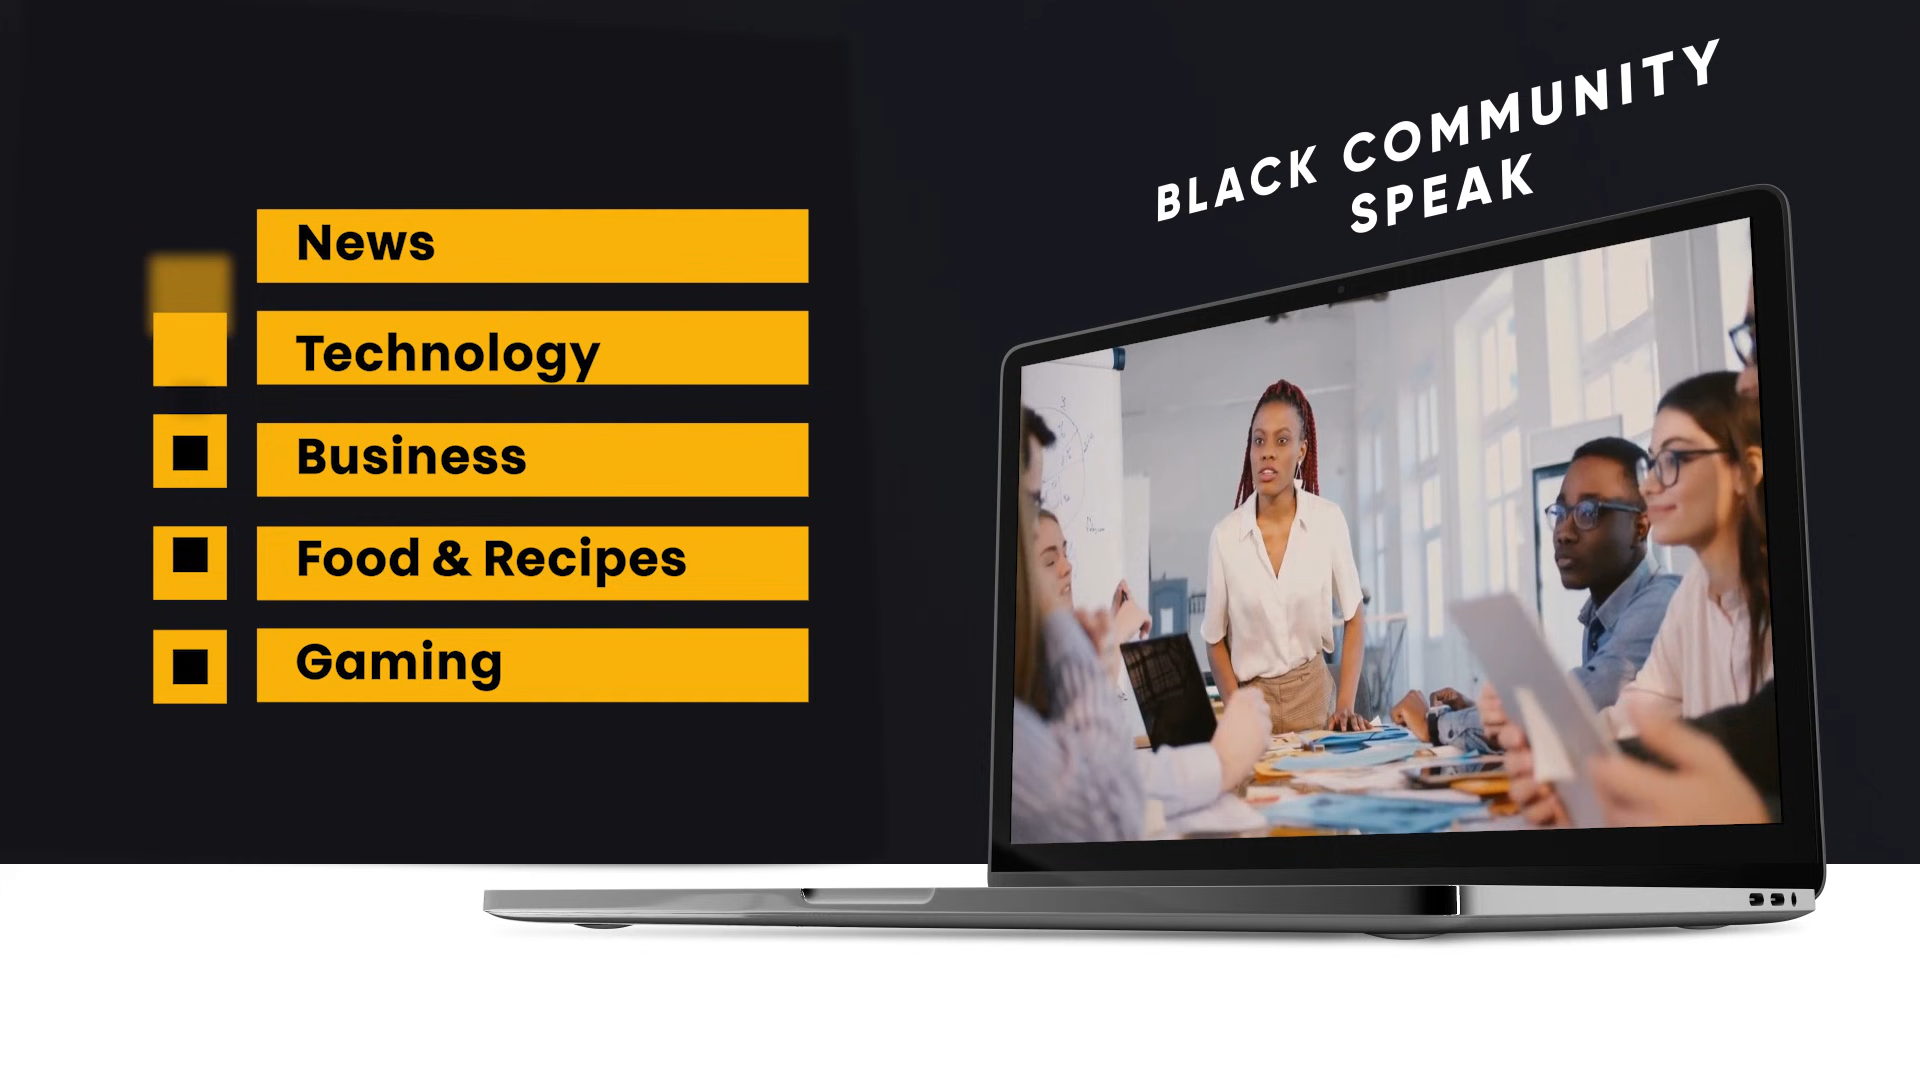 BLACK COMMUNITY
SPEAK
News
Technology
Business
Food & Recipes
Gaming